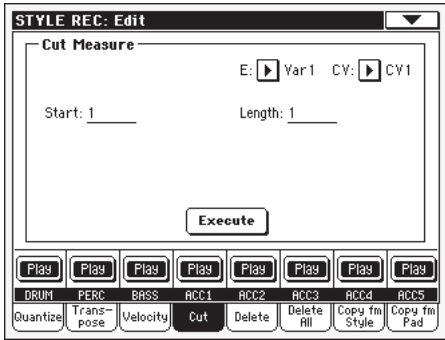 STYLE REC: Edit
Cut Measure
E: Var1 CV: CV1
Start: 1 Length: 1
Execute
Play Play Play Play Play Play Play Play
DRUM PERC BASS ACC1 ACC2 ACC3 ACC4 ACC5
Quantize Trans- Velocity Cut Delete Delete Copy fm Copy fm
pose All Style Pad